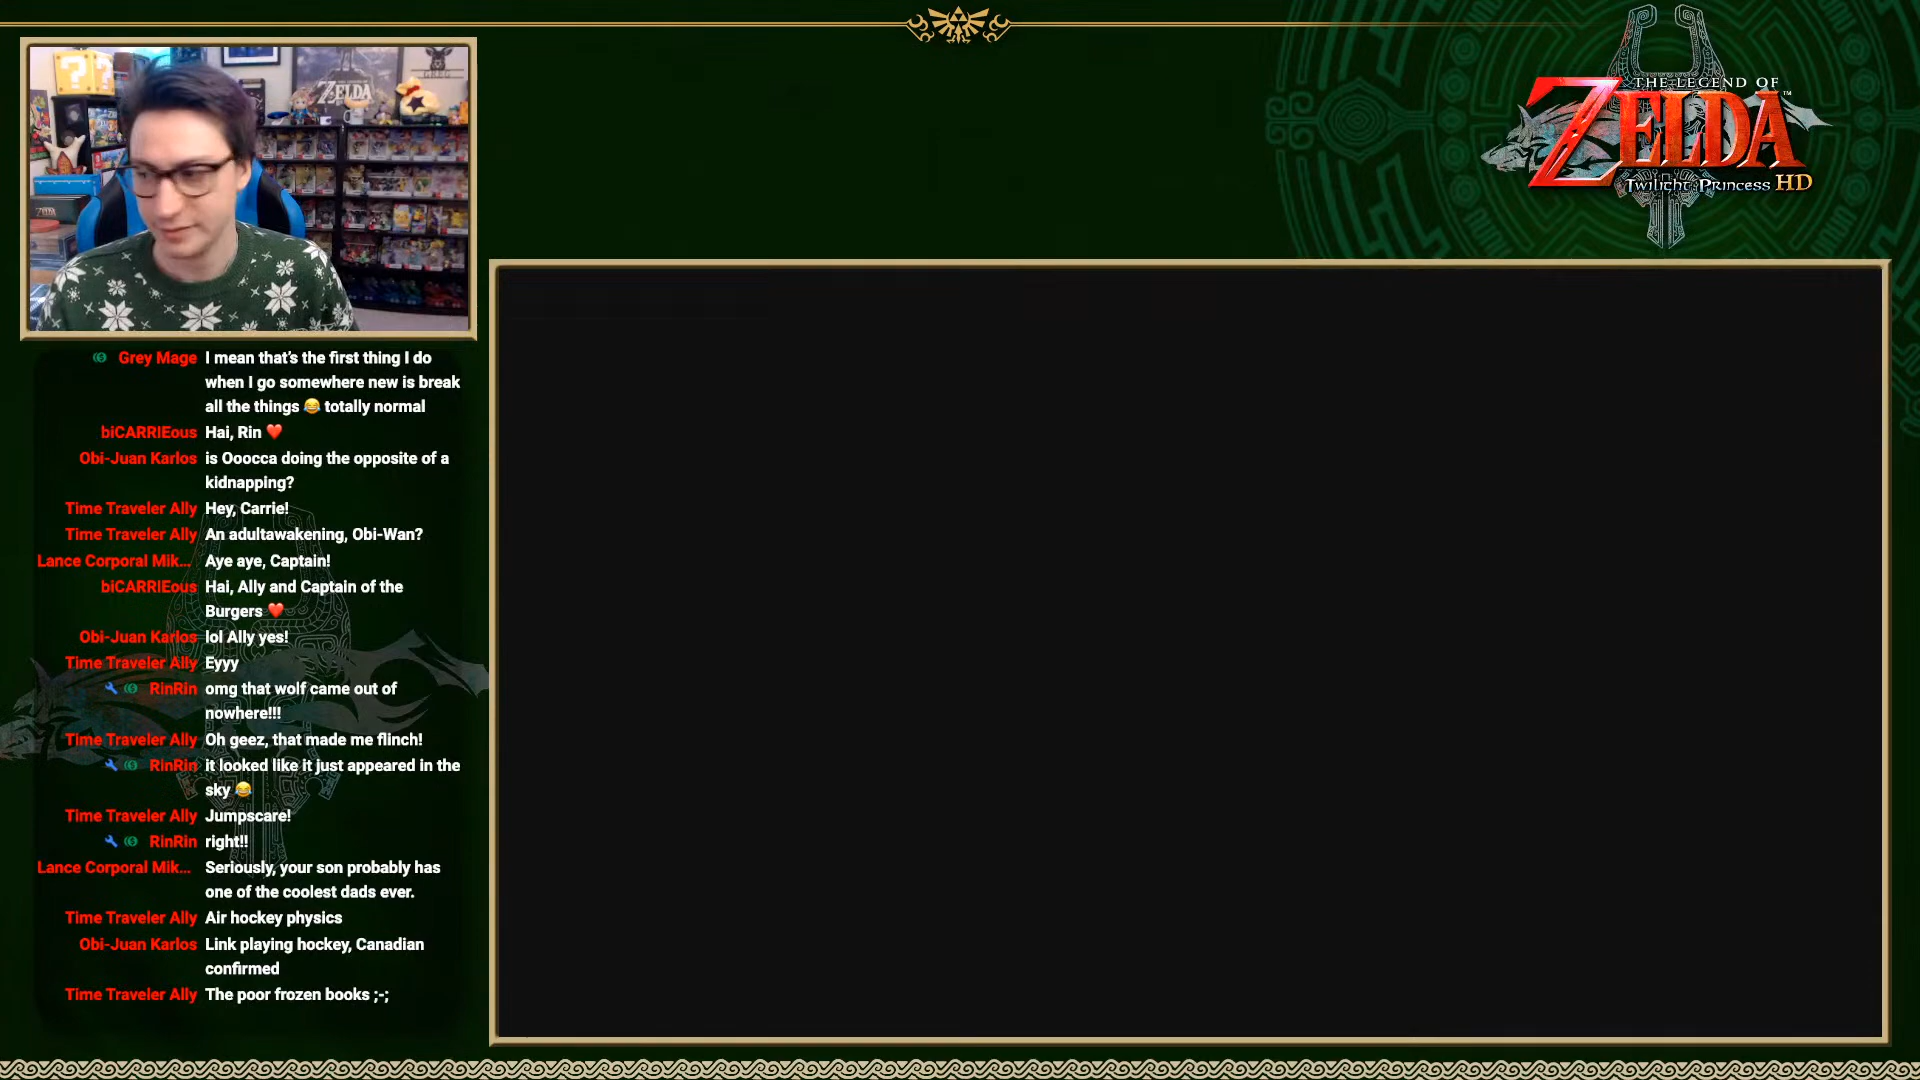 ? ?
ZELDA
GREG
THE LEGEND OF
ZELDA™
Twilight Princess HD
Grey Mage I mean that's the first thing I do
when I go somewhere new is break
all the things 😂 totally normal
biCARRIEous Hai, Rin ❤️
Obi-Juan Karlos is Ooocca doing the opposite of a
kidnapping?
Time Traveler Ally Hey, Carrie!
Time Traveler Ally An adultawakening, Obi-Wan?
Lance Corporal Mik... Aye aye, Captain!
biCARRIEous Hai, Ally and Captain of the
Burgers ❤️
Obi-Juan Karlos lol Ally yes!
Time Traveler Ally Eyyy
RinRin omg that wolf came out of
nowhere!!!
Time Traveler Ally Oh geez, that made me flinch!
RinRin it looked like it just appeared in the
sky 😂
Time Traveler Ally Jumpscare!
RinRin right!!
Lance Corporal Mik... Seriously, your son probably has
one of the coolest dads ever.
Time Traveler Ally Air hockey physics
Obi-Juan Karlos Link playing hockey, Canadian
confirmed
Time Traveler Ally The poor frozen books ;-;